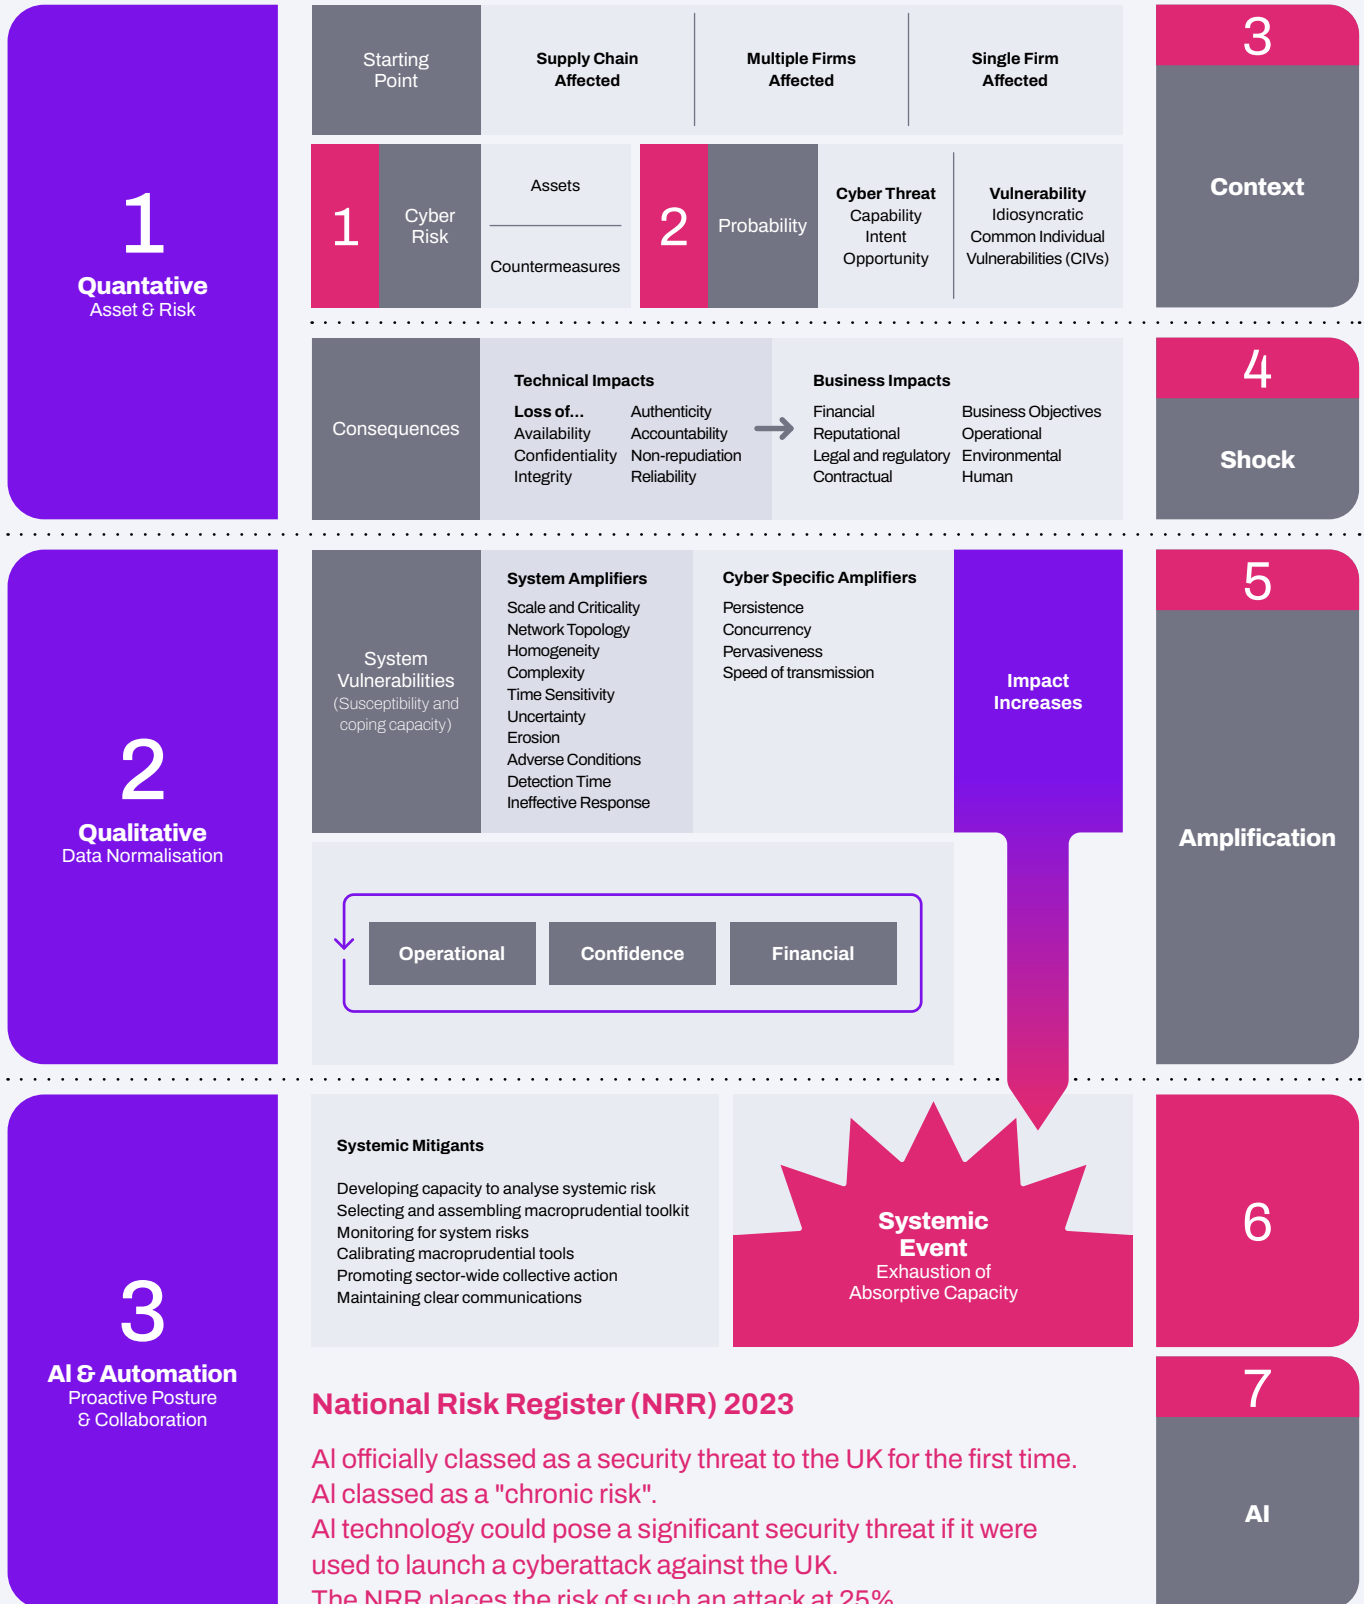 1
Quantative
Asset & Risk
Starting
Point
Supply Chain
Affected
Multiple Firms
Affected
Single Firm
Affected
1
Cyber
Risk
Assets
Countermeasures
2
Probability
Cyber Threat
Capability
Intent
Opportunity
Vulnerability
Idiosyncratic
Common Individual
Vulnerabilities (CIVs)
3
Context
Consequences
Technical Impacts
Loss of...
Availability
Confidentiality
Integrity
Authenticity
Accountability
Non-repudiation
Reliability
Business Impacts
Financial
Reputational
Legal and regulatory
Contractual
Business Objectives
Operational
Environmental
Human
4
Shock
2
Qualitative
Data Normalisation
System
Vulnerabilities
(Susceptibility and
coping capacity)
System Amplifiers
Scale and Criticality
Network Topology
Homogeneity
Complexity
Time Sensitivity
Uncertainty
Erosion
Adverse Conditions
Detection Time
Ineffective Response
Cyber Specific Amplifiers
Persistence
Concurrency
Pervasiveness
Speed of transmission
Impact
Increases
5
Amplification
Operational
Confidence
Financial
3
AI & Automation
Proactive Posture
& Collaboration
Systemic Mitigants
Developing capacity to analyse systemic risk
Selecting and assembling macroprudential toolkit
Monitoring for system risks
Calibrating macroprudential tools
Promoting sector-wide collective action
Maintaining clear communications
Systemic
Event
Exhaustion of
Absorptive Capacity
6
7
AI
National Risk Register (NRR) 2023
AI officially classed as a security threat to the UK for the first time.
AI classed as a "chronic risk".
AI technology could pose a significant security threat if it were
used to launch a cyberattack against the UK.
The NRR places the risk of such an attack at 25%